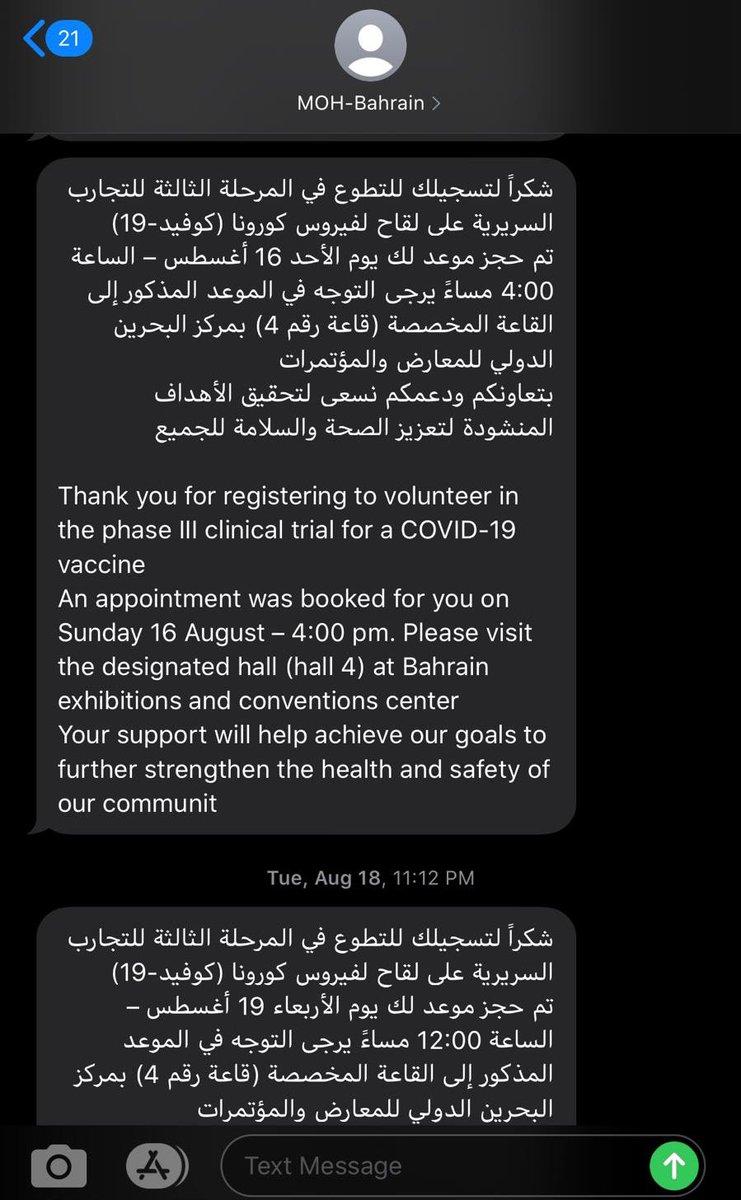 21
MOH-Bahrain
شكراً لتسجيلك للتطوع في المرحلة الثالثة للتجارب
السريرية على لقاح لفيروس كورونا (كوفيد-19)
تم حجز موعد لك يوم الأحد 16 أغسطس – الساعة
4:00 مساءً يرجى التوجه في الموعد المذكور إلى
القاعة المخصصة (قاعة رقم 4) بمركز البحرين
الدولي للمعارض والمؤتمرات
بتعاونكم ودعمكم نسعى لتحقيق الأهداف
المنشودة لتعزيز الصحة والسلامة للجميع
Thank you for registering to volunteer in
the phase III clinical trial for a COVID-19
vaccine
An appointment was booked for you on
Sunday 16 August – 4:00 pm. Please visit
the designated hall (hall 4) at Bahrain
exhibitions and conventions center
Your support will help achieve our goals to
further strengthen the health and safety of
our communit
Tue, Aug 18, 11:12 PM
شكراً لتسجيلك للتطوع في المرحلة الثالثة للتجارب
السريرية على لقاح لفيروس كورونا (كوفيد-19)
تم حجز موعد لك يوم الأربعاء 19 أغسطس –
الساعة 12:00 مساءً يرجى التوجه في الموعد
المذكور إلى القاعة المخصصة (قاعة رقم 4) بمركز
البحرين الدولي للمعارض والمؤتمرات
Text Message